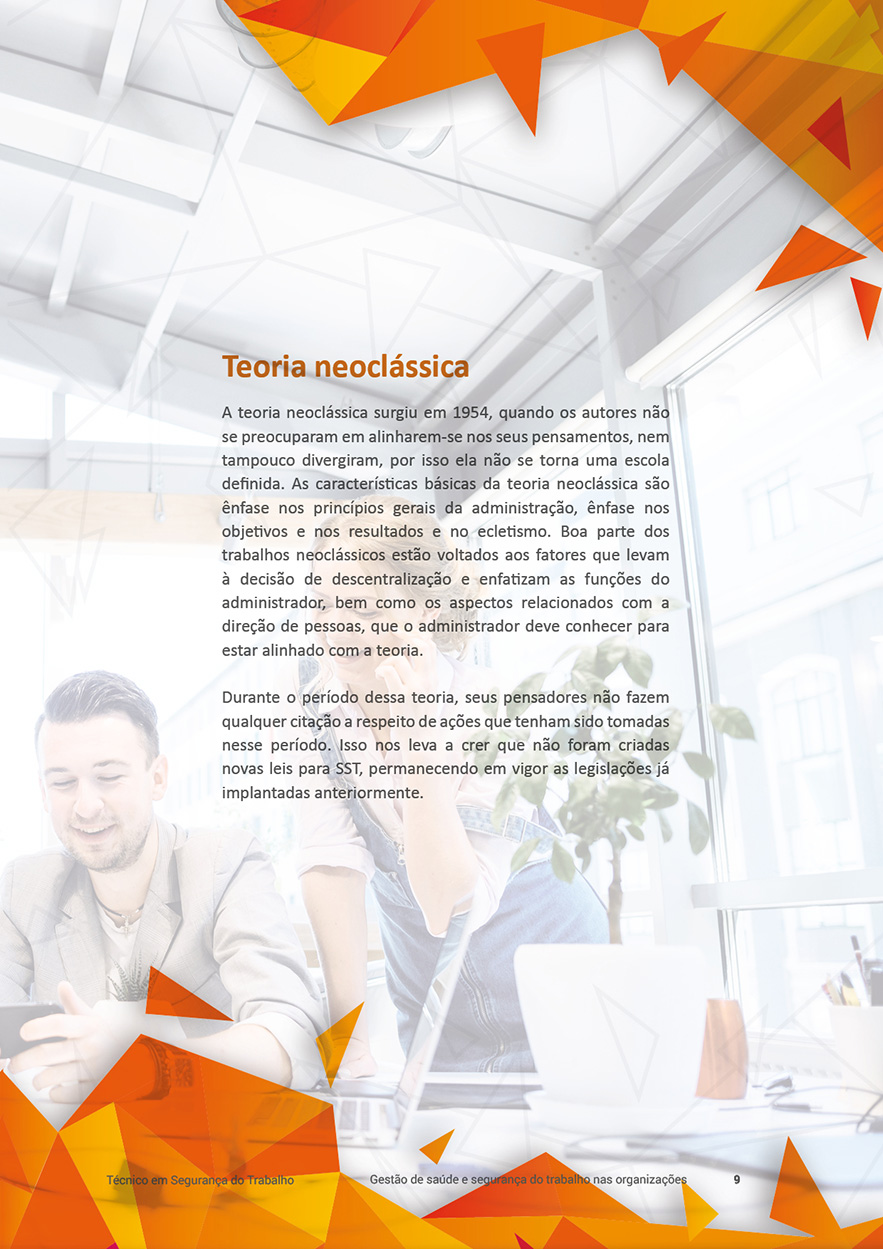 Teoria neoclássica
A teoria neoclássica surgiu em 1954, quando os autores não
se preocuparam em alinharem-se nos seus pensamentos, nem
tampouco divergiram, por isso ela não se torna uma escola
definida. As características básicas da teoria neoclássica são
ênfase nos princípios gerais da administração, ênfase nos
objetivos e nos resultados e no ecletismo. Boa parte dos
trabalhos neoclássicos estão voltados aos fatores que levam
à decisão de descentralização e enfatizam as funções do
administrador, bem como os aspectos relacionados com a
direção de pessoas, que o administrador deve conhecer para
estar alinhado com a teoria.
Durante o período dessa teoria, seus pensadores não fazem
qualquer citação a respeito de ações que tenham sido tomadas
nesse período. Isso nos leva a crer que não foram criadas
novas leis para SST, permanecendo em vigor as legislações já
implantadas anteriormente.
Técnico em Segurança do Trabalho Gestão de saúde e segurança do trabalho nas organizações 9